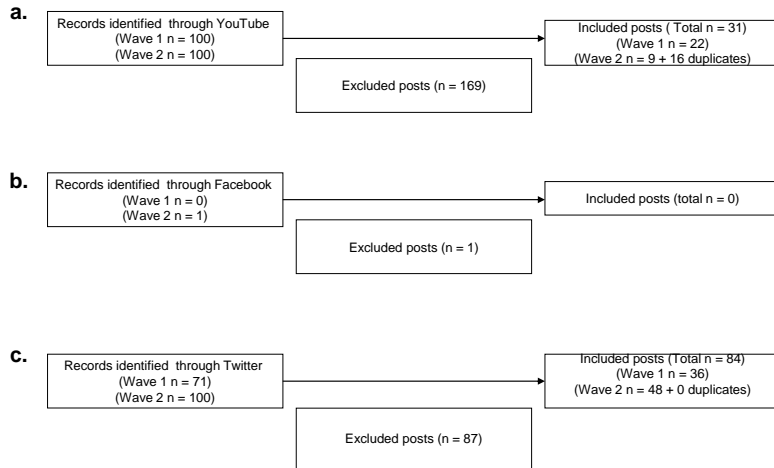 a.
Records identified  through YouTube
(Wave 1 n = 100)
(Wave 2 n = 100)
Included posts ( Total n = 31)
(Wave 1 n = 22)
(Wave 2 n = 9 + 16 duplicates)
Excluded posts (n = 169)
b.
Records identified  through Facebook
(Wave 1 n = 0)
(Wave 2 n = 1)
Included posts (total n = 0)
Excluded posts (n = 1)
c.
Records identified  through Twitter
(Wave 1 n = 71)
(Wave 2 n = 100)
Included posts (Total n = 84)
(Wave 1 n = 36)
(Wave 2 n = 48 + 0 duplicates)
Excluded posts (n = 87)